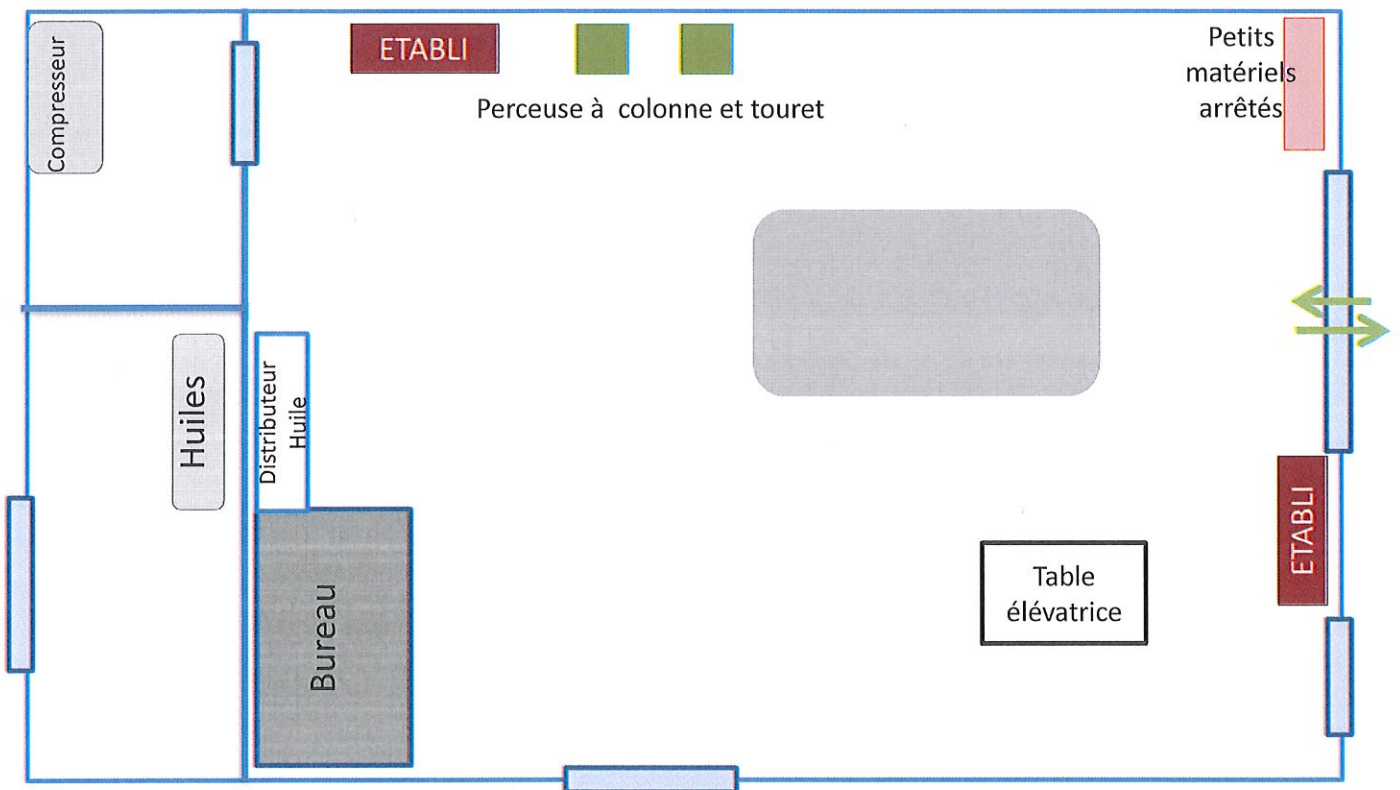 Compresseur
ETABLI
Perceuse à colonne et touret
Petits
matériels
arrêtés
Huiles
Distributeur
Huile
Bureau
Table
élévatrice
ETABLI